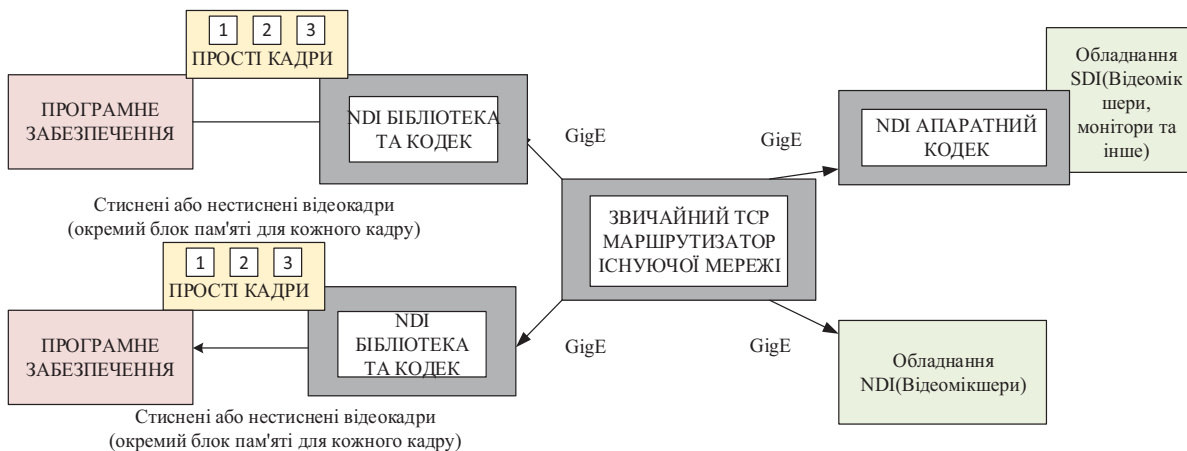 1 2 3
ПРОСТІ КАДРИ
ПРОГРАМНЕ
ЗАБЕЗПЕЧЕННЯ
NDI БІБЛІОТЕКА
ТА КОДЕК
GigE
GigE
NDI АПАРАТНИЙ
КОДЕК
Обладнання
SDI(Відеомік
шери,
монітори та
інше)
Стиснені або нестиснені відеокадри
(окремий блок пам'яті для кожного кадру)
ЗВИЧАЙНИЙ TCP
МАРШРУТИЗАТОР
ІСНУЮЧОЇ МЕРЕЖІ
1 2 3
ПРОСТІ КАДРИ
ПРОГРАМНЕ
ЗАБЕЗПЕЧЕННЯ
NDI
БІБЛІОТЕКА
ТА КОДЕК
GigE
GigE
Обладнання
NDI(Відеомікшери)
Стиснені або нестиснені відеокадри
(окремий блок пам'яті для кожного кадру)